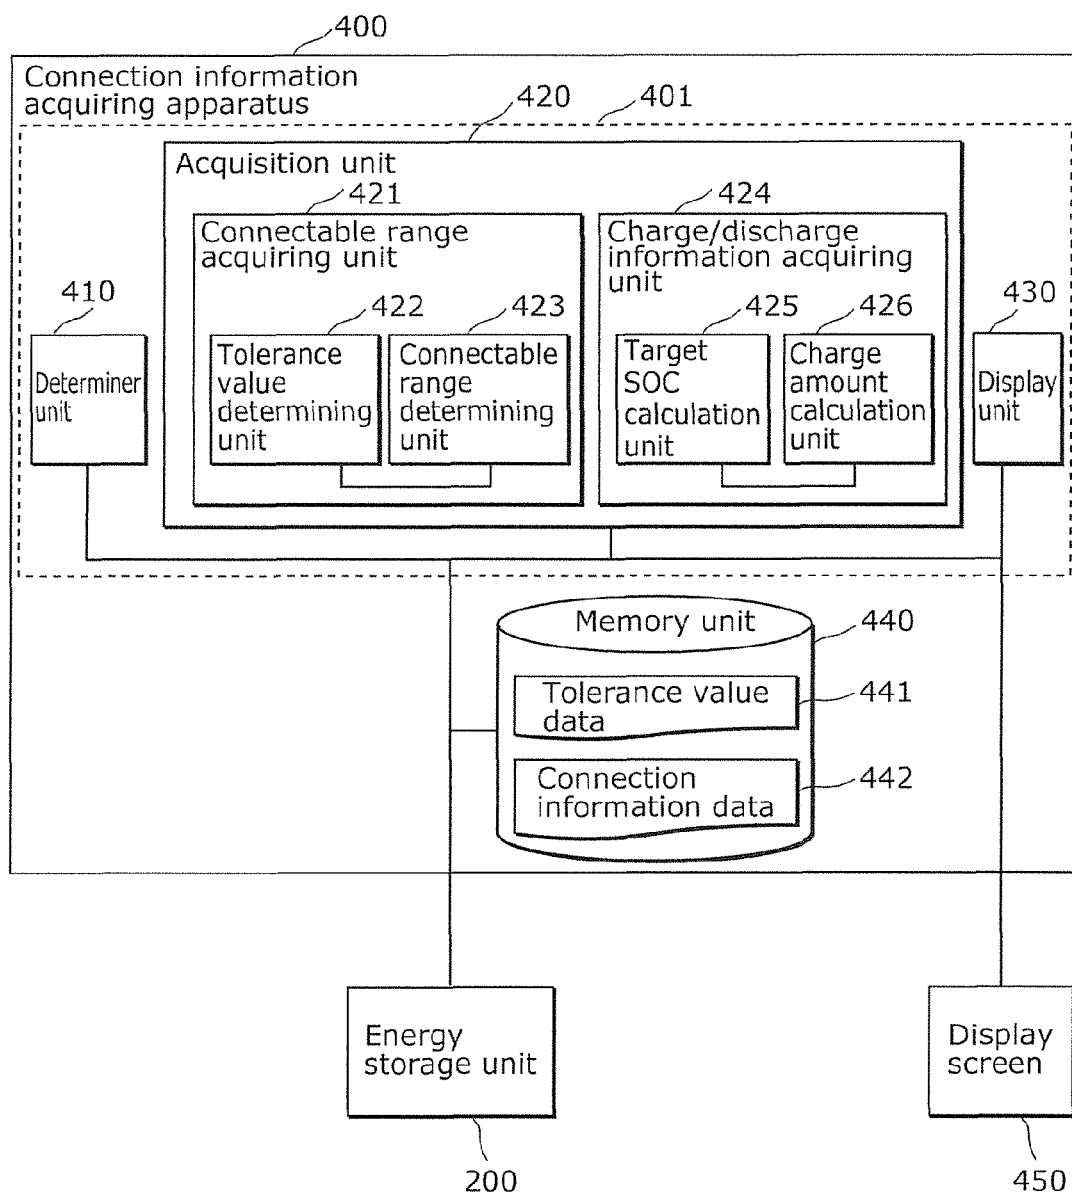 400
Connection information
acquiring apparatus
420
401
Acquisition unit
421
424
Connectable range
acquiring unit
Charge/discharge
information acquiring
unit
410
422
423
425
426
430
Determiner
unit
Tolerance
value
determining
unit
Connectable
range
determining
unit
Target
SOC
calculation
unit
Charge
amount
calculation
unit
Display
unit
Memory unit
440
Tolerance value
data
441
Connection
information data
442
Energy
storage unit
Display
screen
200
450